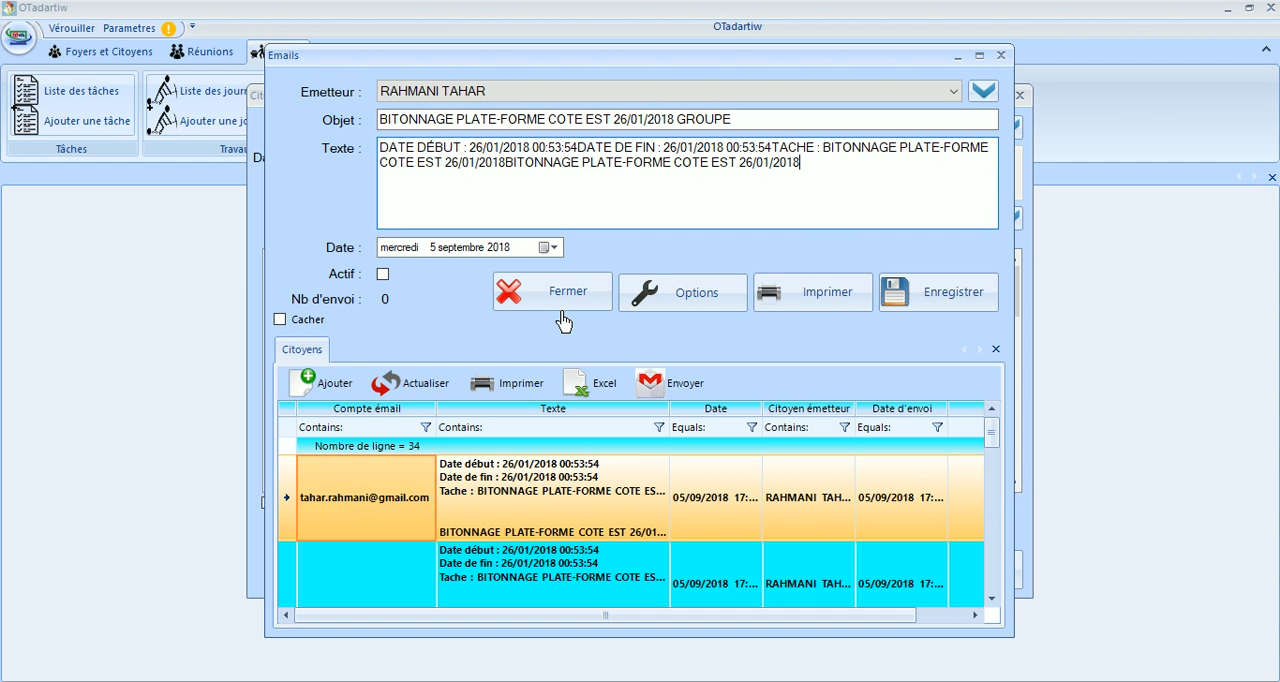 OTadartiw
Vérouiller Parametres
OTadartiw
Foyers et Citoyens Réunions
Liste des tâches
Ajouter une tâche
Tâches
Liste des jour
Ajouter une jo
Travau
Emails
Emetteur : RAHMANI TAHAR
Objet : BITONNAGE PLATE-FORME COTE EST 26/01/2018 GROUPE
Texte : DATE DÉBUT : 26/01/2018 00:53:54DATE DE FIN : 26/01/2018 00:53:54TACHE : BITONNAGE PLATE-FORME
COTE EST 26/01/2018BITONNAGE PLATE-FORME COTE EST 26/01/2018
Date : mercredi 5 septembre 2018
Actif :
Nb d'envoi : 0
Cacher
Fermer Options Imprimer Enregistrer
Citoyens
Ajouter Actualiser Imprimer Excel Envoyer
Compte émail Texte Date Citoyen émetteur Date d'envoi
Contains: Contains: Equals: Contains: Equals:
Nombre de ligne = 34
Date début : 26/01/2018 00:53:54
Date de fin : 26/01/2018 00:53:54
Tache : BITONNAGE PLATE-FORME COTE ES...
tahar.rahmani@gmail.com 05/09/2018 17:... RAHMANI TAH... 05/09/2018 17:...
BITONNAGE PLATE-FORME COTE EST 26/01...
Date début : 26/01/2018 00:53:54
Date de fin : 26/01/2018 00:53:54
Tache : BITONNAGE PLATE-FORME COTE ES...
05/09/2018 17:... RAHMANI TAH... 05/09/2018 17:...